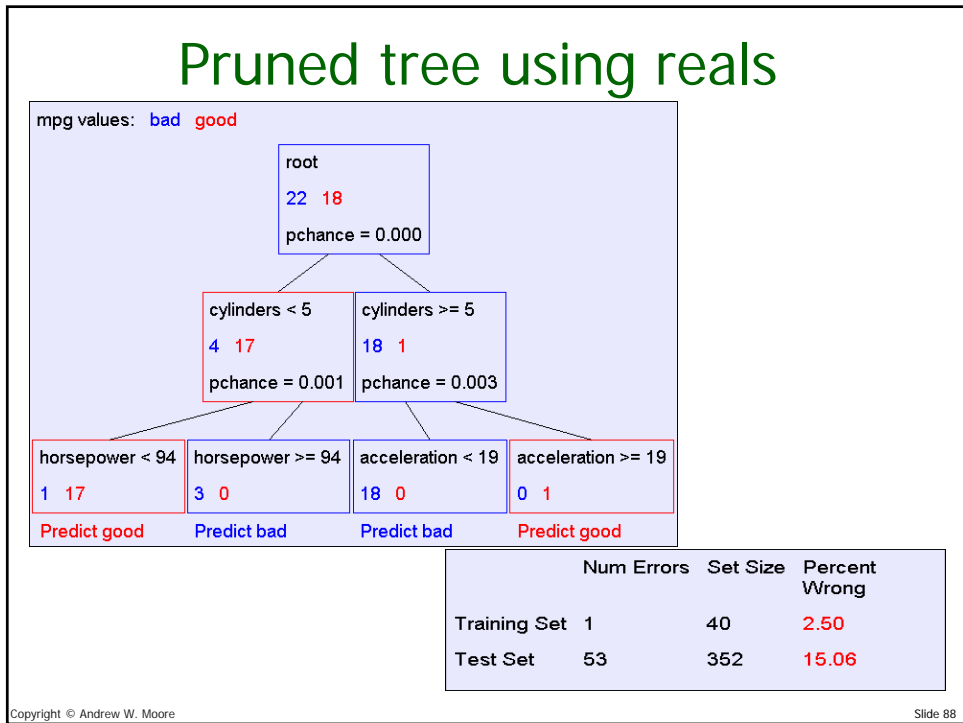 Pruned tree using reals
mpg values: bad good
root
22 18
pchance = 0.000
cylinders < 5
4 17
pchance = 0.001
cylinders >= 5
18 1
pchance = 0.003
horsepower < 94
1 17
Predict good
horsepower >= 94
3 0
Predict bad
acceleration < 19
18 0
Predict bad
acceleration >= 19
0 1
Predict good
Num Errors Set Size Percent
Wrong
Training Set 1 40 2.50
Test Set 53 352 15.06
Copyright © Andrew W. Moore
Slide 88